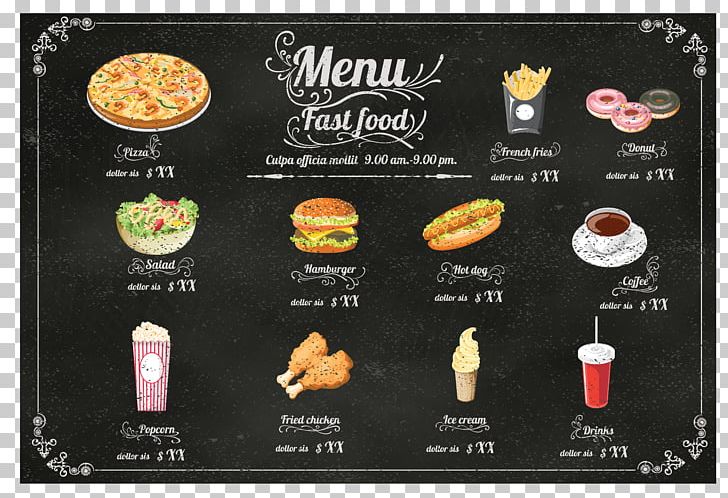 Menu
Fast food
Culpa officia mollit 9.00 am.-9.00 pm.
Pizza
dollor sis $ XX
French fries
dollor sis $ XX
Donut
dollor sis $ XX
Salad
dollor sis $ XX
Hamburger
dollor sis $ XX
Hot dog
dollor sis $ XX
Coffee
dollor sis $ XX
Popcorn
dollor sis $ XX
Fried chicken
dollor sis $ XX
Ice cream
dollor sis $ XX
Drinks
dollor sis $ XX